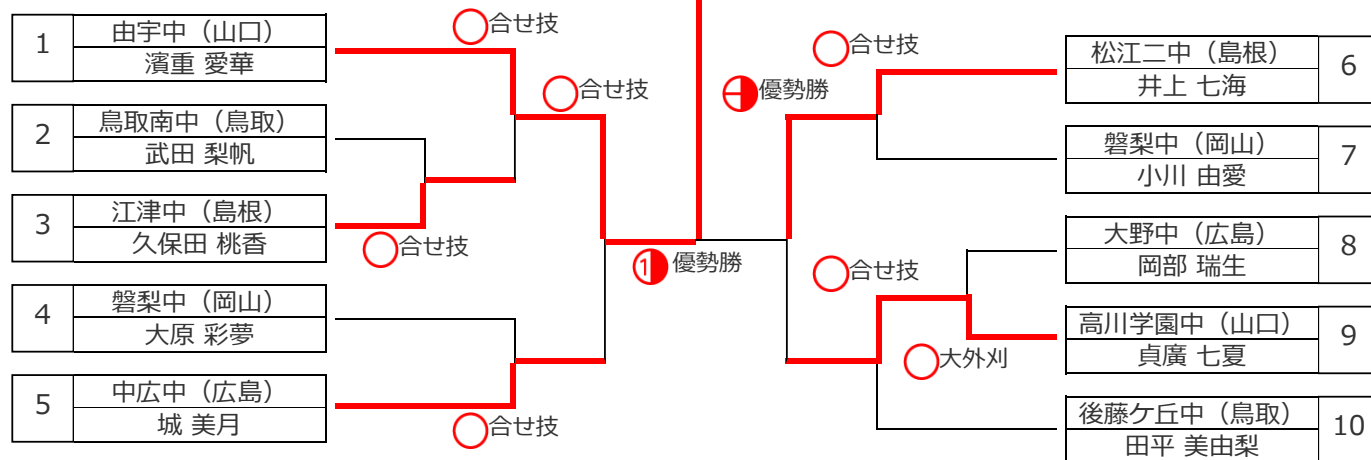 1
由宇中（山口）
濱重 愛華
2
鳥取南中（鳥取）
武田 梨帆
3
江津中（島根）
久保田 桃香
4
磐梨中（岡山）
大原 彩夢
5
中広中（広島）
城 美月
合せ技
合せ技
合せ技
合せ技
1
優勢勝
優勢勝
合せ技
合せ技
大外刈
松江二中（島根）
井上 七海
6
磐梨中（岡山）
小川 由愛
7
大野中（広島）
岡部 瑞生
8
高川学園中（山口）
貞廣 七夏
9
後藤ケ丘中（鳥取）
田平 美由梨
10